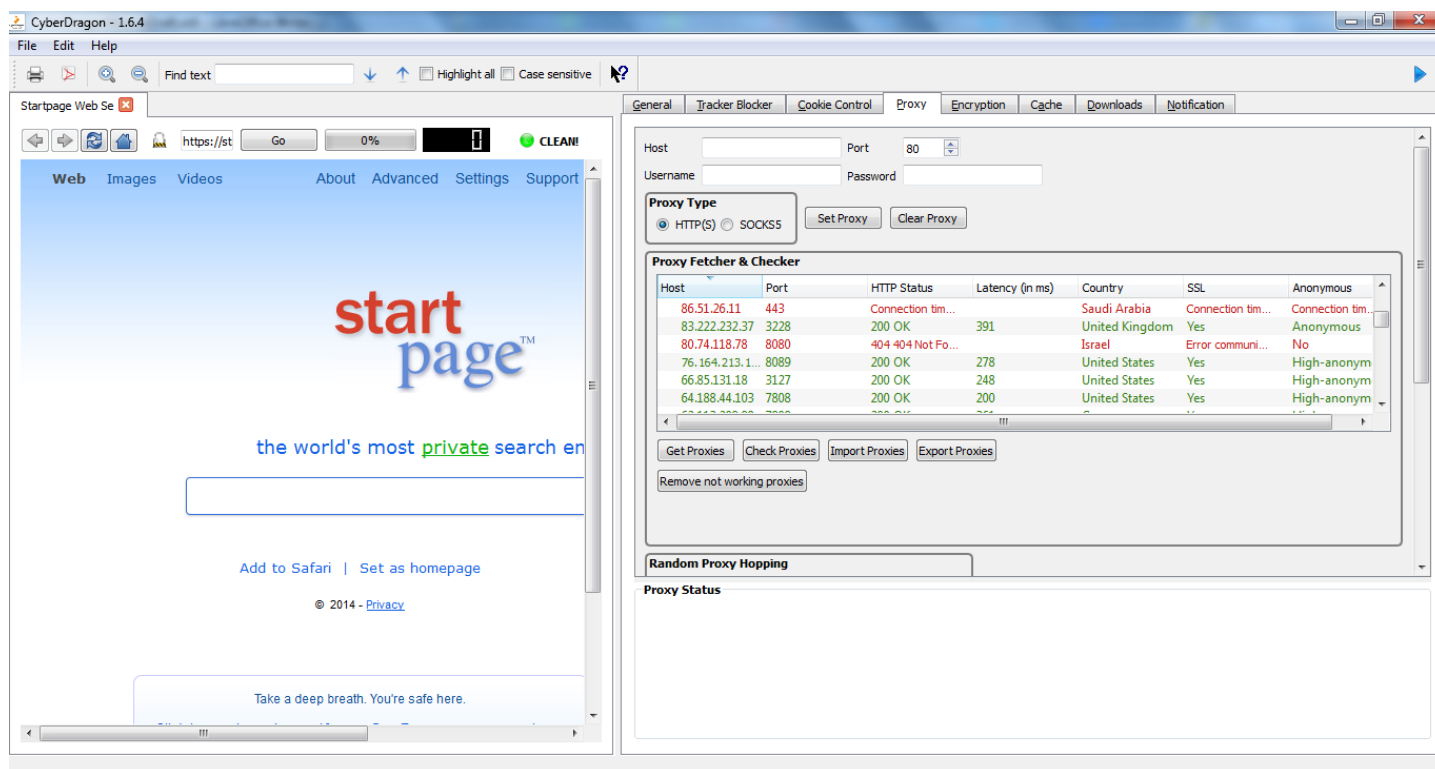 CyberDragon - 1.6.4
File Edit Help
Find text Highlight all Case sensitive
Startpage Web Se
https://st Go 0% 0 CLEAN!
Web Images Videos About Advanced Settings Support
start
page™
the world's most private search en
Add to Safari | Set as homepage
© 2014 - Privacy
Take a deep breath. You're safe here.
General Tracker Blocker Cookie Control Proxy Encryption Cache Downloads Notification
Host Port 80
Username Password
Proxy Type
HTTP(S) SOCKS5 Set Proxy Clear Proxy
Proxy Fetcher & Checker
Host Port HTTP Status Latency (in ms) Country SSL Anonymous
86.51.26.11 443 Connection tim... Saudi Arabia Connection tim... Connection tim...
83.222.232.37 3228 200 OK 391 United Kingdom Yes Anonymous
80.74.118.78 8080 404 404 Not Fo... Israel Error communi... No
76.164.213.1... 8089 200 OK 278 United States Yes High-anonym
66.85.131.18 3127 200 OK 248 United States Yes High-anonym
64.188.44.103 7808 200 OK 200 United States Yes High-anonym
Get Proxies Check Proxies Import Proxies Export Proxies
Remove not working proxies
Random Proxy Hopping
Proxy Status